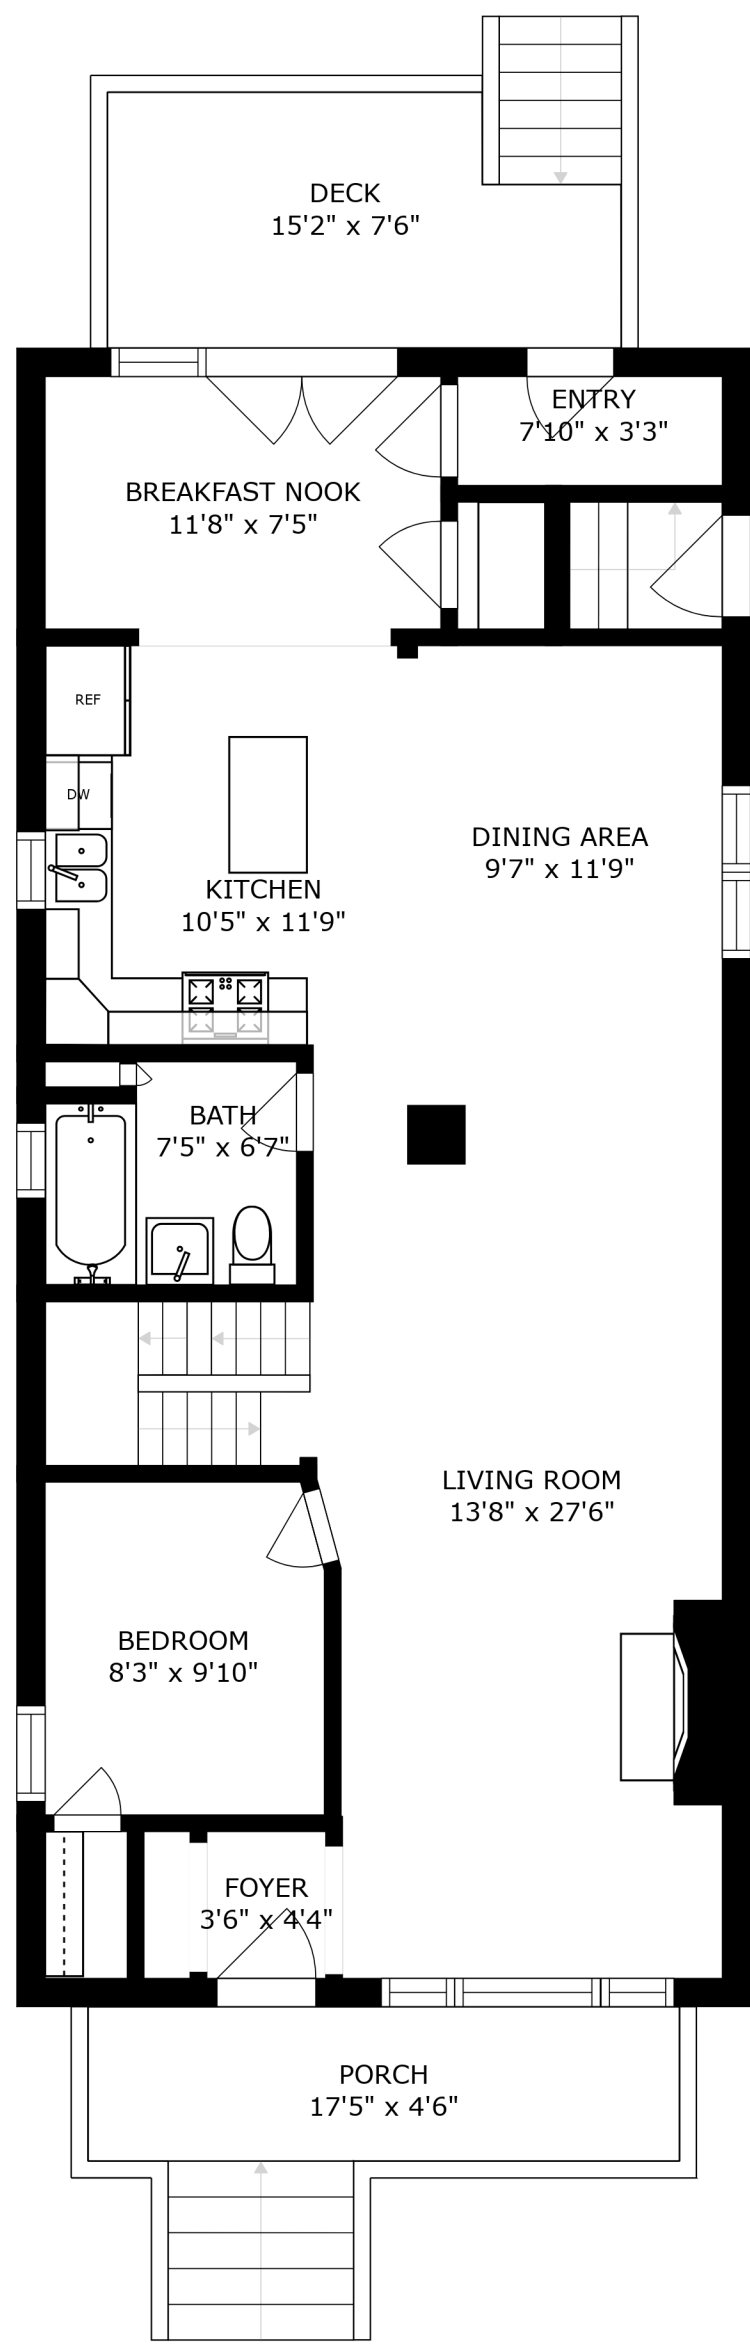 DECK
15'2" x 7'6"
ENTRY
7'10" x 3'3"
BREAKFAST NOOK
11'8" x 7'5"
REF
DW
DINING AREA
9'7" x 11'9"
KITCHEN
10'5" x 11'9"
BATH
7'5" x 6'7"
LIVING ROOM
13'8" x 27'6"
BEDROOM
8'3" x 9'10"
FOYER
3'6" x 4'4"
PORCH
17'5" x 4'6"